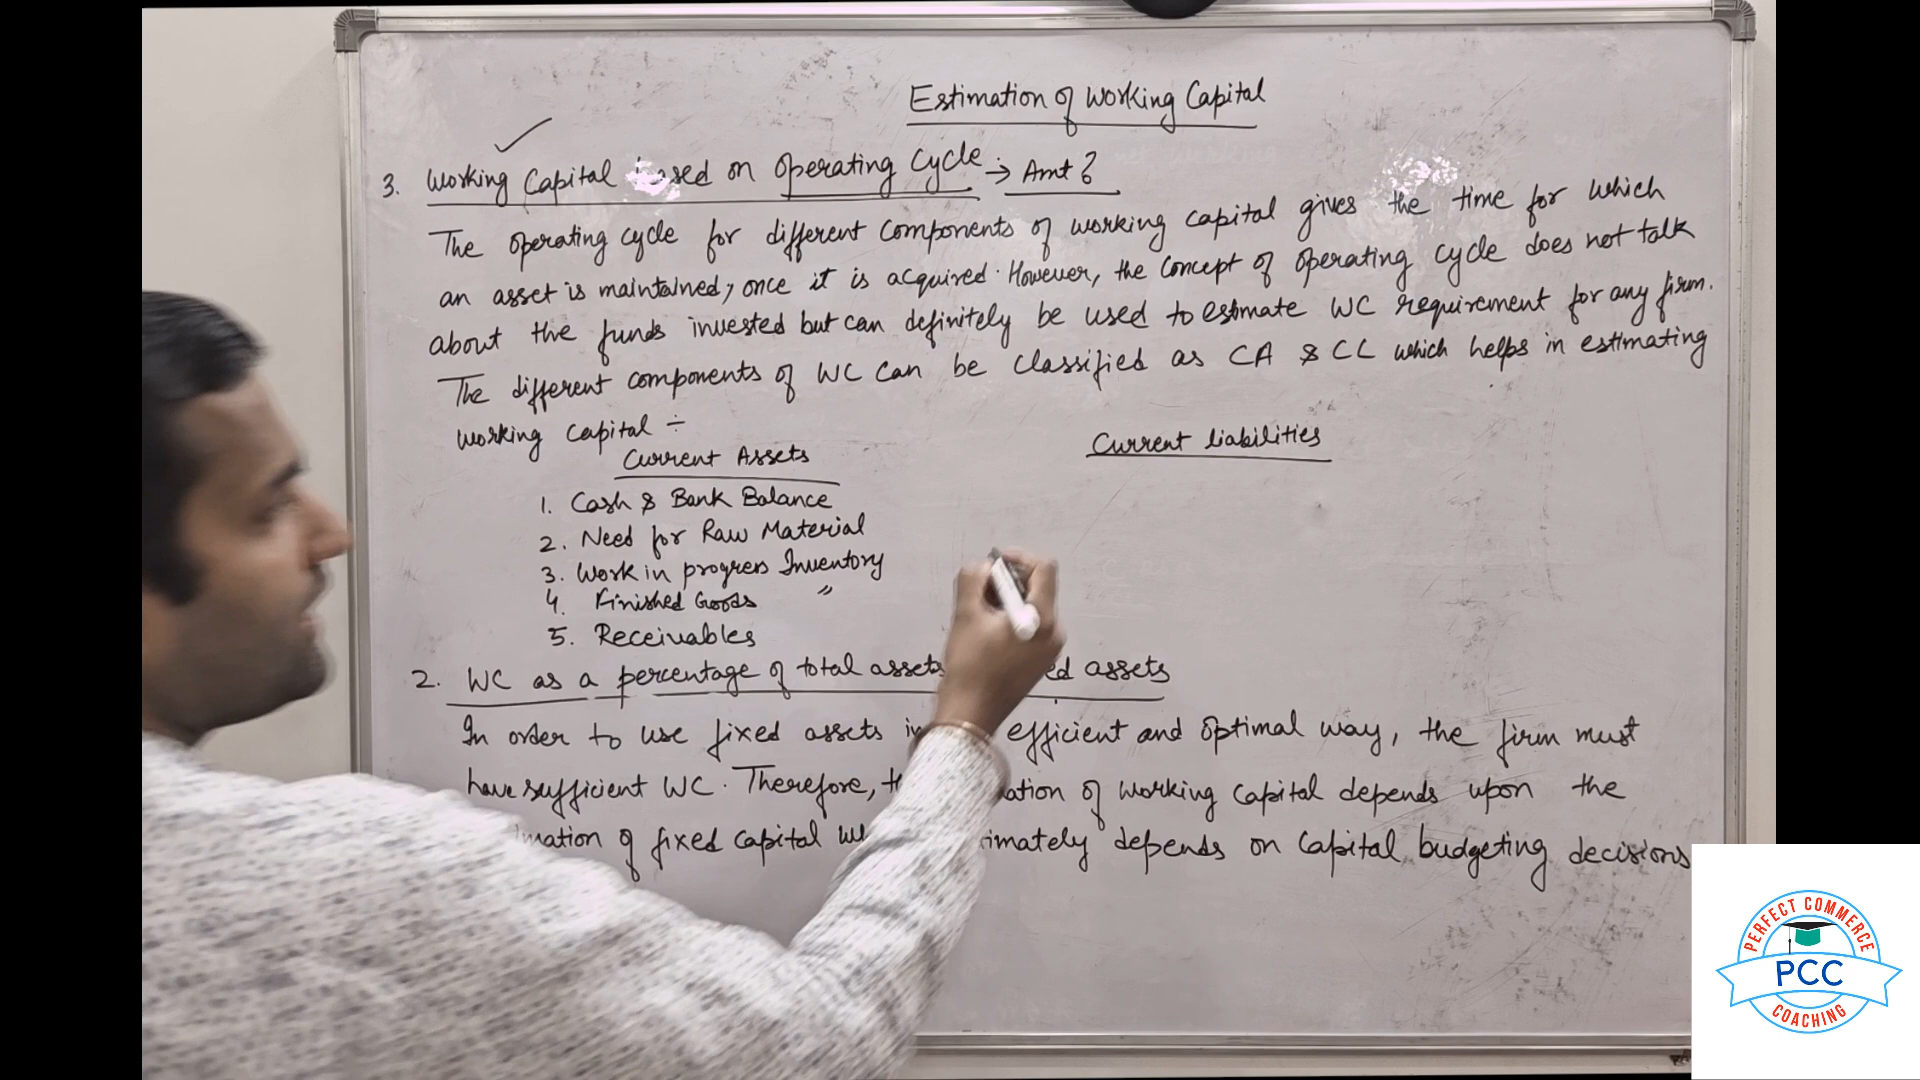 Estimation of Working Capital
3. Working Capital based on operating cycle → Amt ?
The operating cycle for different components of working capital gives the time for which
an asset is maintained, once it is acquired. However, the concept of operating cycle does not talk
about the funds invested but can definitely be used to estimate WC requirement for any firm.
The different components of WC can be classified as CA & CL which helps in estimating
working capital ÷
Current Assets
1. Cash & Bank Balance
2. Need for Raw Material
3. Work in progress Inventory
4. Finished Goods "
5. Receivables
Current liabilities
2. WC as a percentage of total assets assets
In order to use fixed assets in efficient and optimal way, the firm must
have sufficient WC. Therefore, of working capital depends upon the
of fixed capital depends on capital budgeting decisions
PERFECT COMMERCE
PCC
COACHING